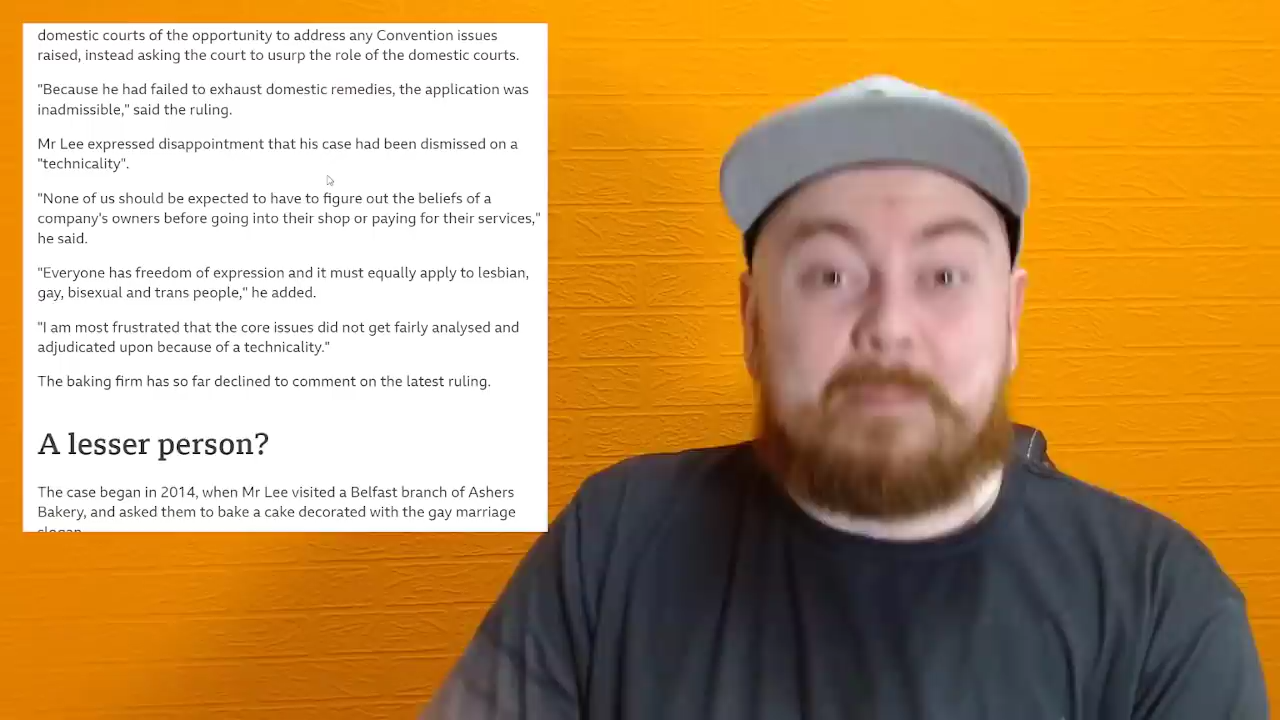 domestic courts of the opportunity to address any Convention issues
raised, instead asking the court to usurp the role of the domestic courts.
"Because he had failed to exhaust domestic remedies, the application was
inadmissible," said the ruling.
Mr Lee expressed disappointment that his case had been dismissed on a
"technicality".
"None of us should be expected to have to figure out the beliefs of a
company's owners before going into their shop or paying for their services,"
he said.
"Everyone has freedom of expression and it must equally apply to lesbian,
gay, bisexual and trans people," he added.
"I am most frustrated that the core issues did not get fairly analysed and
adjudicated upon because of a technicality."
The baking firm has so far declined to comment on the latest ruling.
A lesser person?
The case began in 2014, when Mr Lee visited a Belfast branch of Ashers
Bakery, and asked them to bake a cake decorated with the gay marriage
slogan